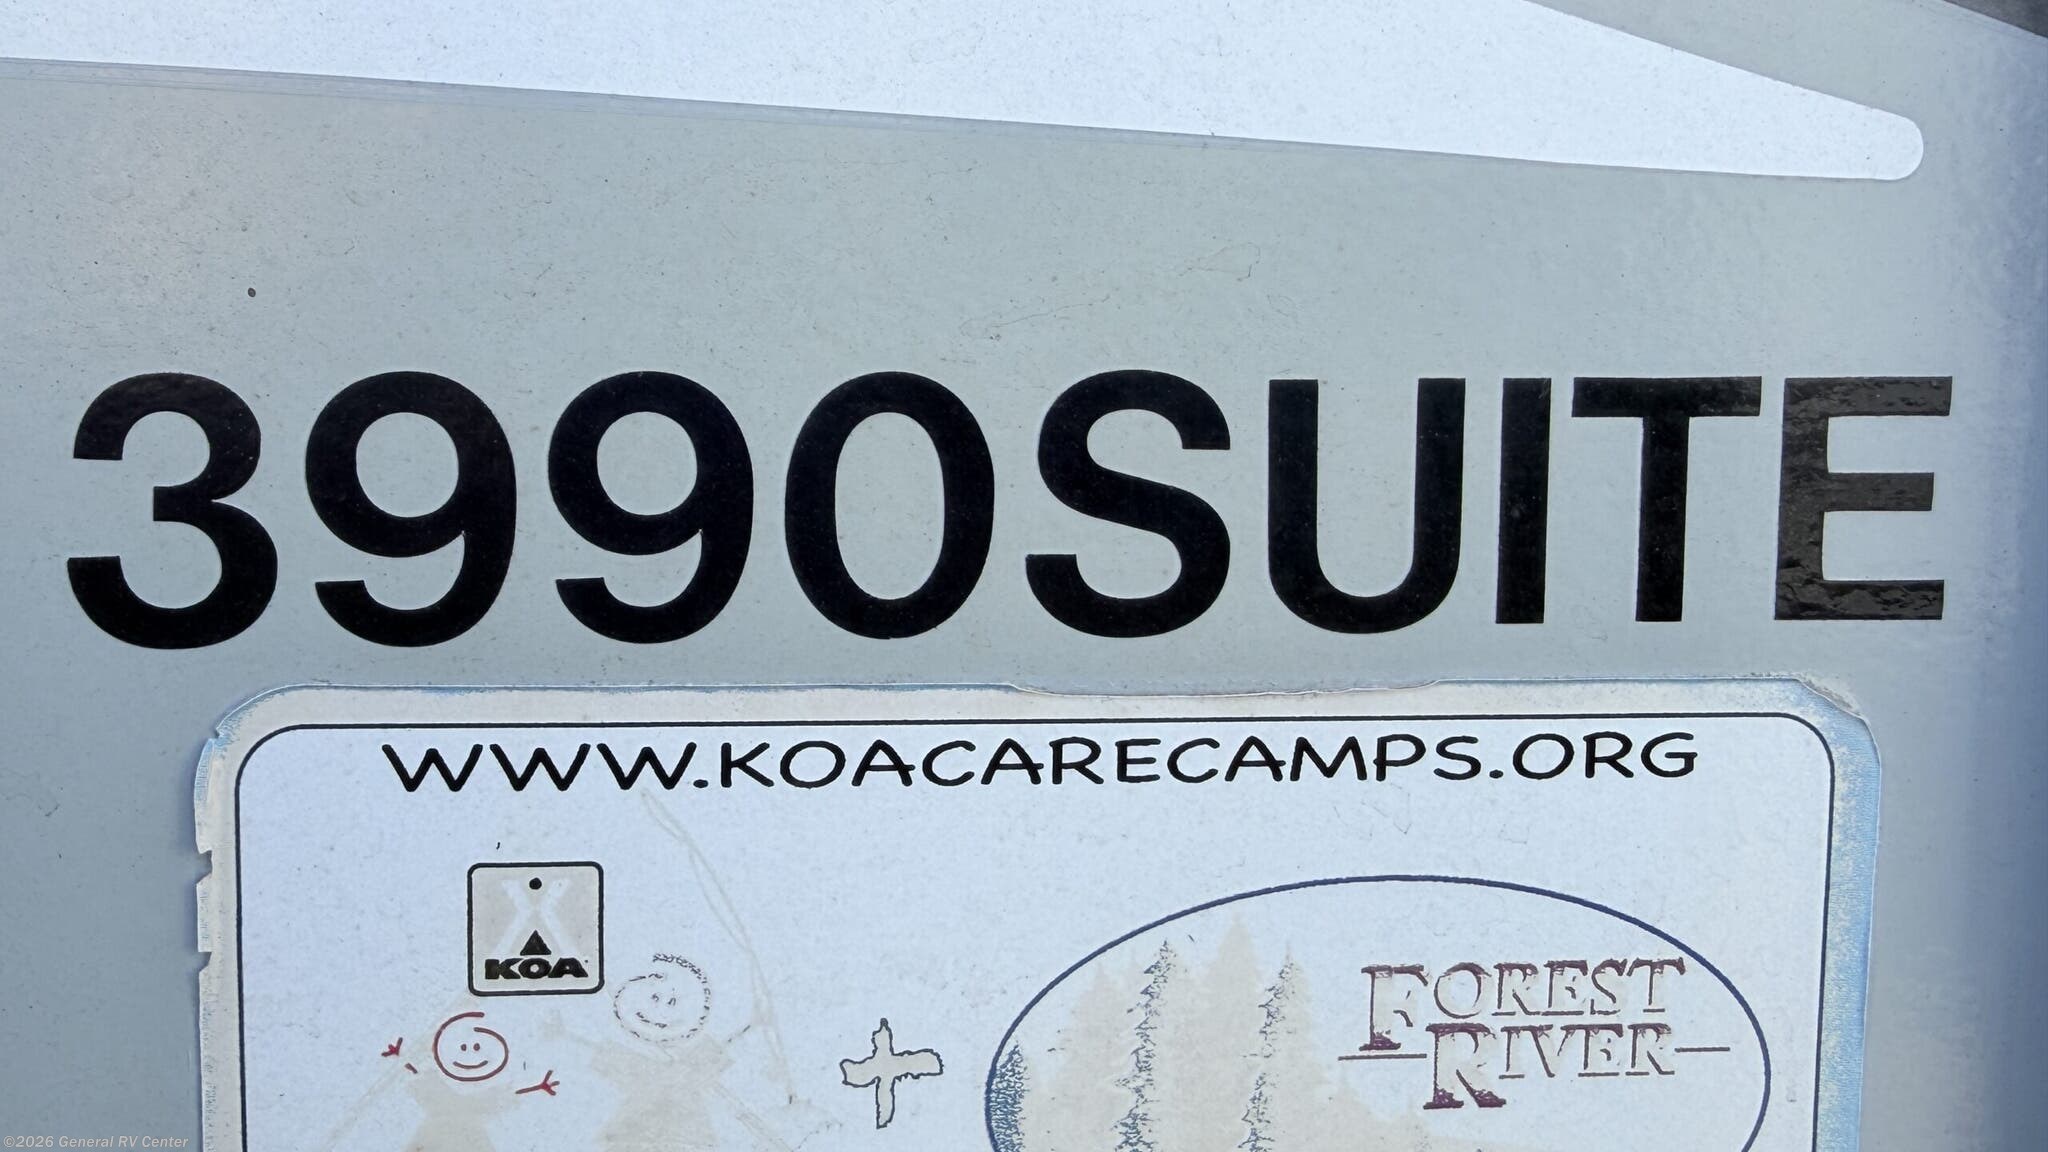 3990SUITE
WWW.KOACARECAMPS.ORG
KOA
FOREST
RIVER
©2026 General RV Center